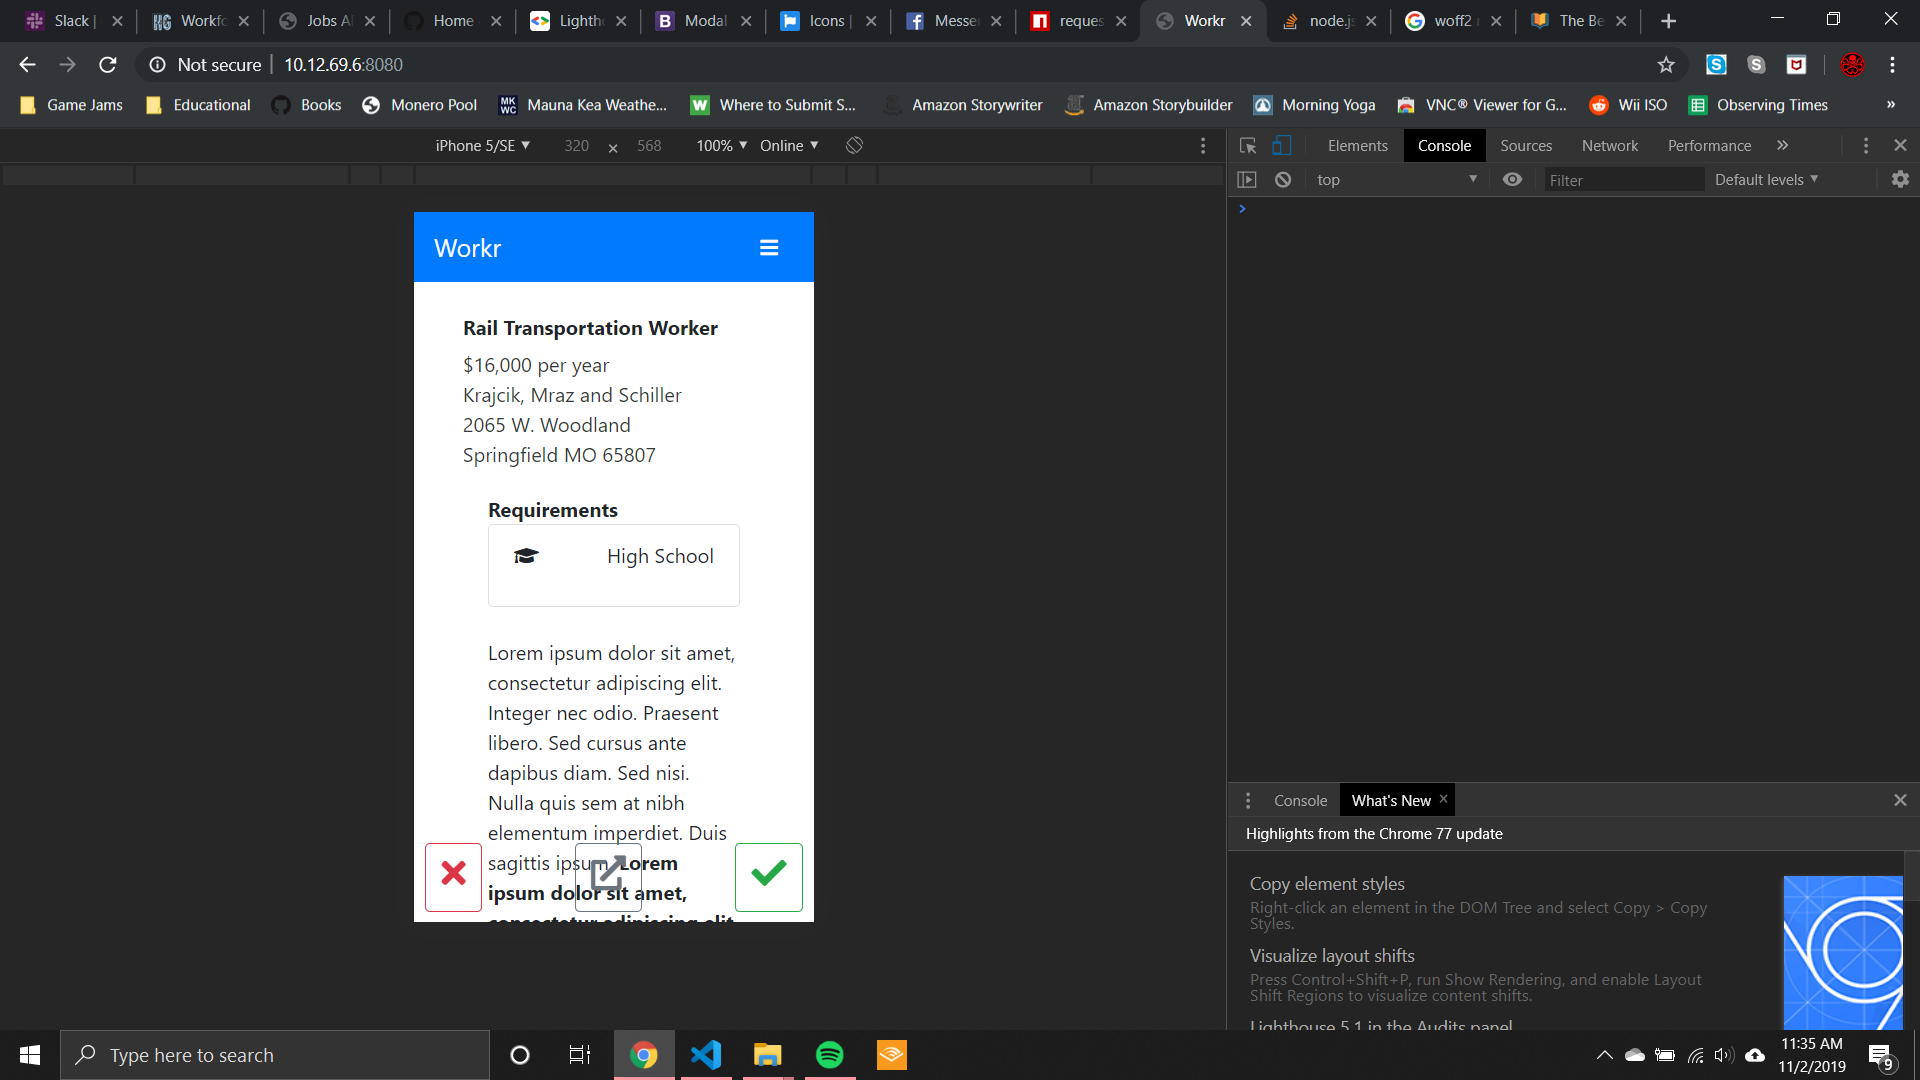 Slack |
Workfo
Jobs Al
Home -
Lightho
Modal
Icons |
Messen
reques
Workr
node.js
woff2 r
The Be
Not secure
10.12.69.6:8080
Game Jams
Educational
Books
Monero Pool
MK WC
Mauna Kea Weathe...
Where to Submit S...
Amazon Storywriter
Amazon Storybuilder
Morning Yoga
VNC® Viewer for G...
Wii ISO
Observing Times
»
iPhone 5/SE ▼ 320 × 568 100% ▼ Online ▼
Elements Console Sources Network Performance »
top ▼ Filter Default levels ▼
Workr
Rail Transportation Worker
$16,000 per year
Krajcik, Mraz and Schiller
2065 W. Woodland
Springfield MO 65807
Requirements
High School
Lorem ipsum dolor sit amet,
consectetur adipiscing elit.
Integer nec odio. Praesent
libero. Sed cursus ante
dapibus diam. Sed nisi.
Nulla quis sem at nibh
elementum imperdiet. Duis
sagittis ipsum. Lorem
ipsum dolor sit amet,
consectetur adipiscing elit
Console What's New ×
Highlights from the Chrome 77 update
Copy element styles
Right-click an element in the DOM Tree and select Copy > Copy
Styles.
Visualize layout shifts
Press Control+Shift+P, run Show Rendering, and enable Layout
Shift Regions to visualize content shifts.
Lighthouse 5.1 in the Audits panel
Type here to search
11:35 AM
11/2/2019
9